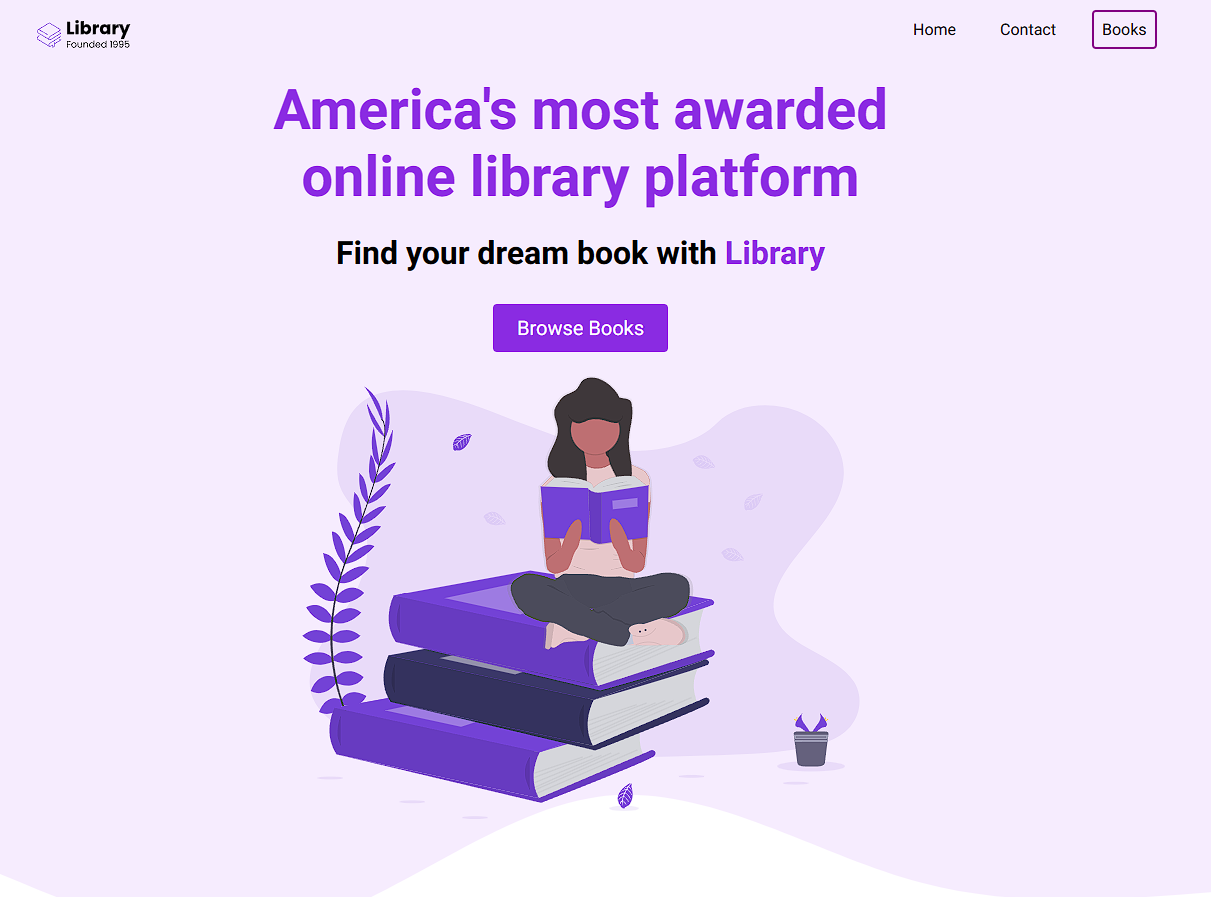 Library
Founded 1995
Home
Contact
Books
America's most awarded
online library platform
Find your dream book with Library
Browse Books